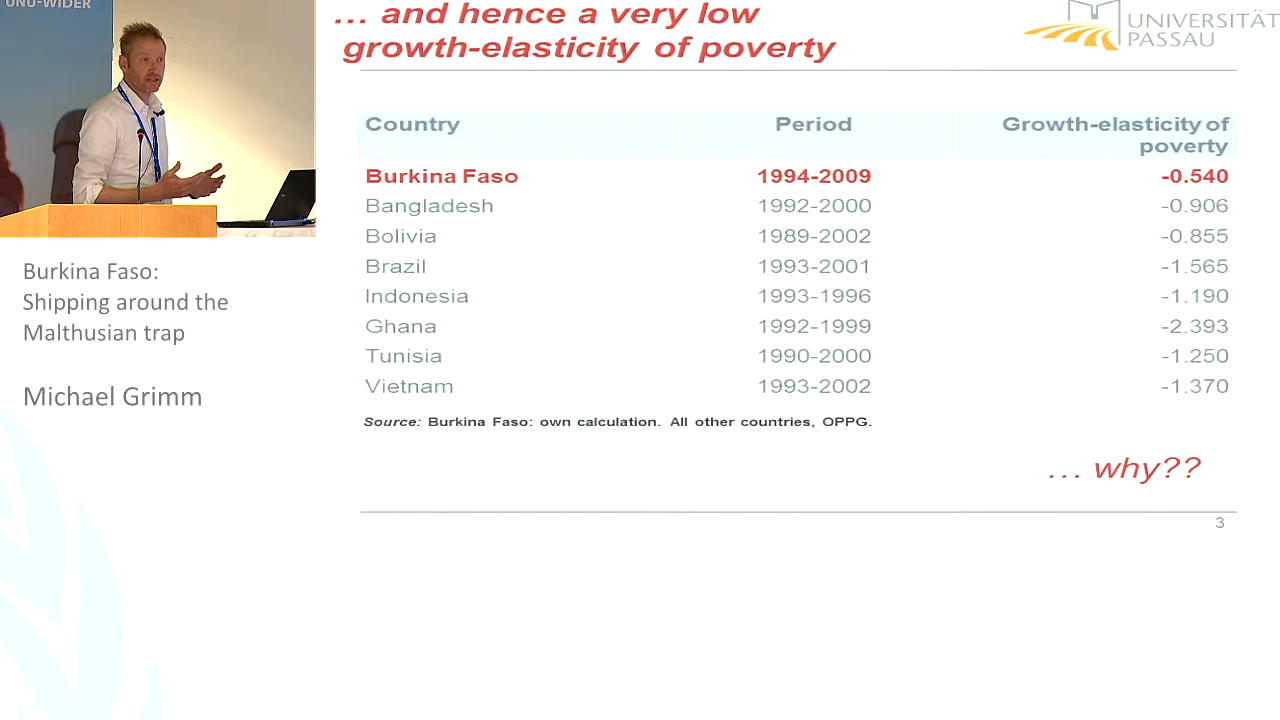 UNU-WIDER
… and hence a very low
growth-elasticity of poverty
UNIVERSITÄT
PASSAU
Country Period Growth-elasticity of
poverty
Burkina Faso 1994-2009 -0.540
Bangladesh 1992-2000 -0.906
Bolivia 1989-2002 -0.855
Brazil 1993-2001 -1.565
Indonesia 1993-1996 -1.190
Ghana 1992-1999 -2.393
Tunisia 1990-2000 -1.250
Vietnam 1993-2002 -1.370
Source: Burkina Faso: own calculation. All other countries, OPPG.
… why??
3
Burkina Faso:
Shipping around the
Malthusian trap
Michael Grimm